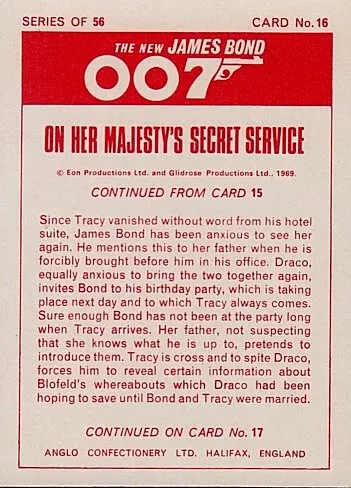 SERIES OF 56 CARD No. 16
THE NEW JAMES BOND
007
ON HER MAJESTY'S SECRET SERVICE
© Eon Productions Ltd. and Glidrose Productions Ltd., 1969.
CONTINUED FROM CARD 15
Since Tracy vanished without word from his hotel
suite, James Bond has been anxious to see her
again. He mentions this to her father when he is
forcibly brought before him in his office. Draco,
equally anxious to bring the two together again,
invites Bond to his birthday party, which is taking
place next day and to which Tracy always comes.
Sure enough Bond has not been at the party long
when Tracy arrives. Her father, not suspecting
that she knows what he is up to, pretends to
introduce them. Tracy is cross and to spite Draco,
forces him to reveal certain information about
Blofeld's whereabouts which Draco had been
hoping to save until Bond and Tracy were married.
CONTINUED ON CARD No. 17
ANGLO CONFECTIONERY LTD. HALIFAX, ENGLAND